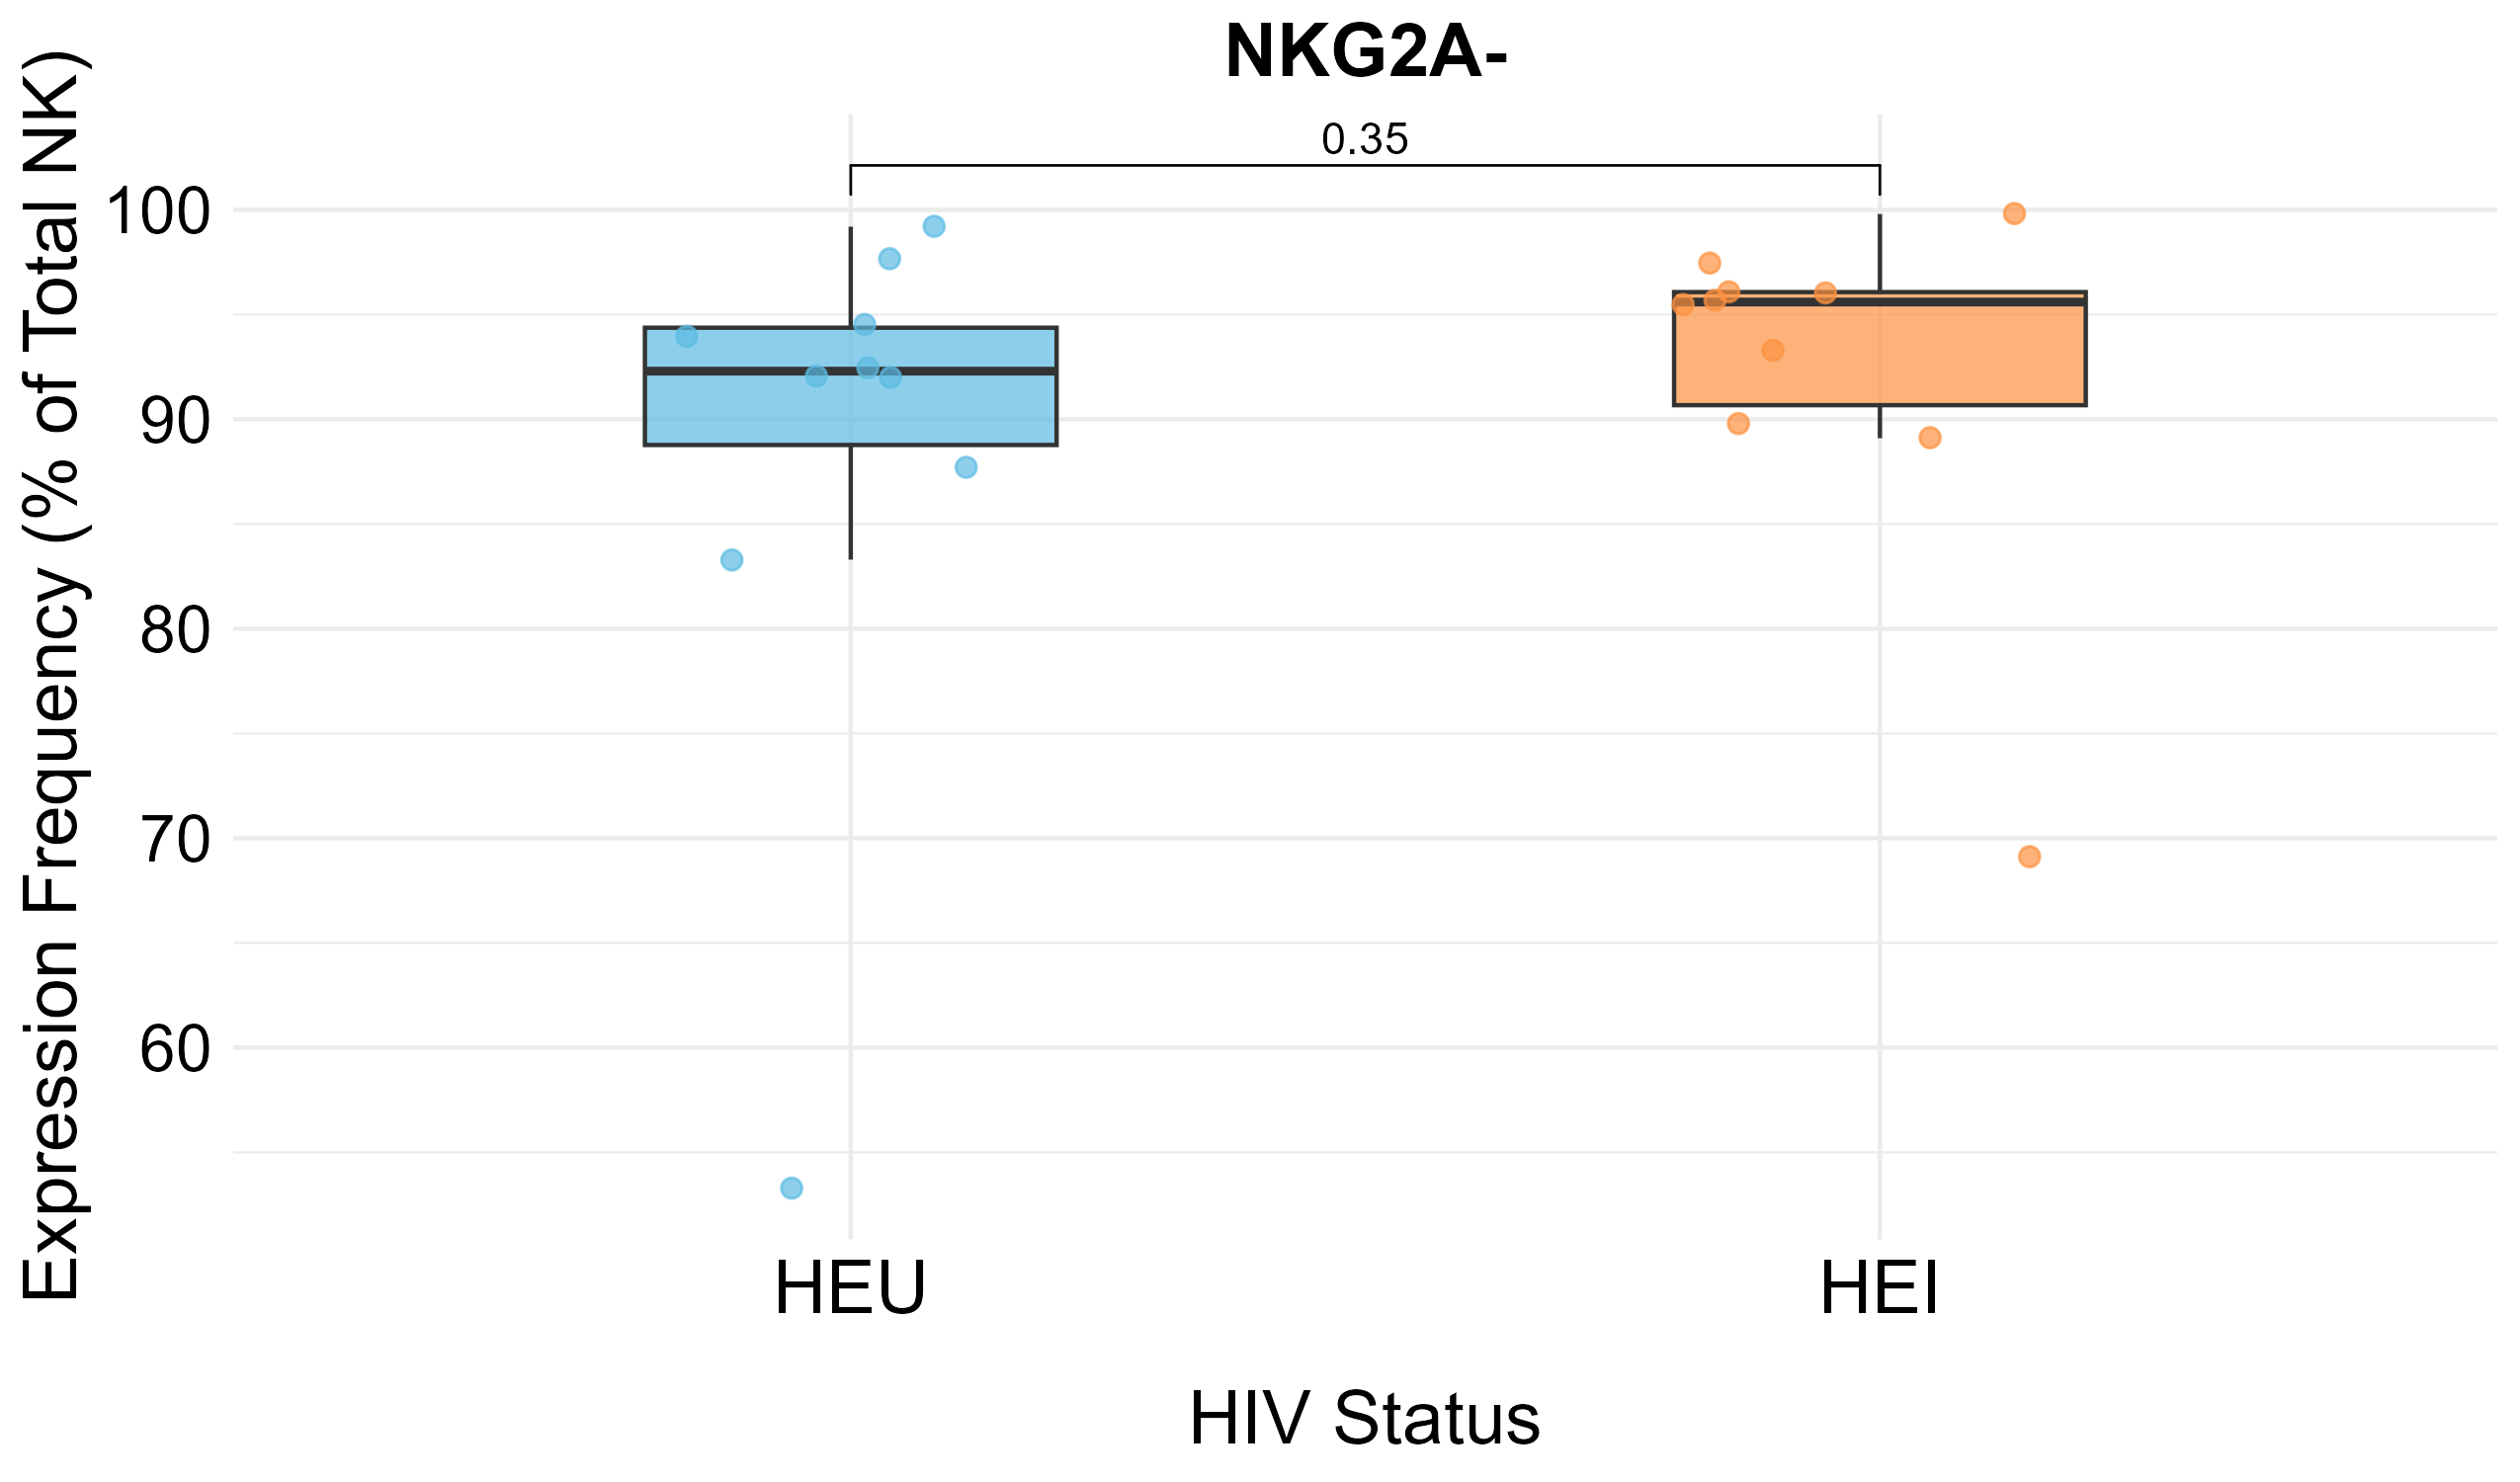 NKG2A-
0.35
Expression Frequency (% of Total NK)
100
90
80
70
60
HEU
HEI
HIV Status